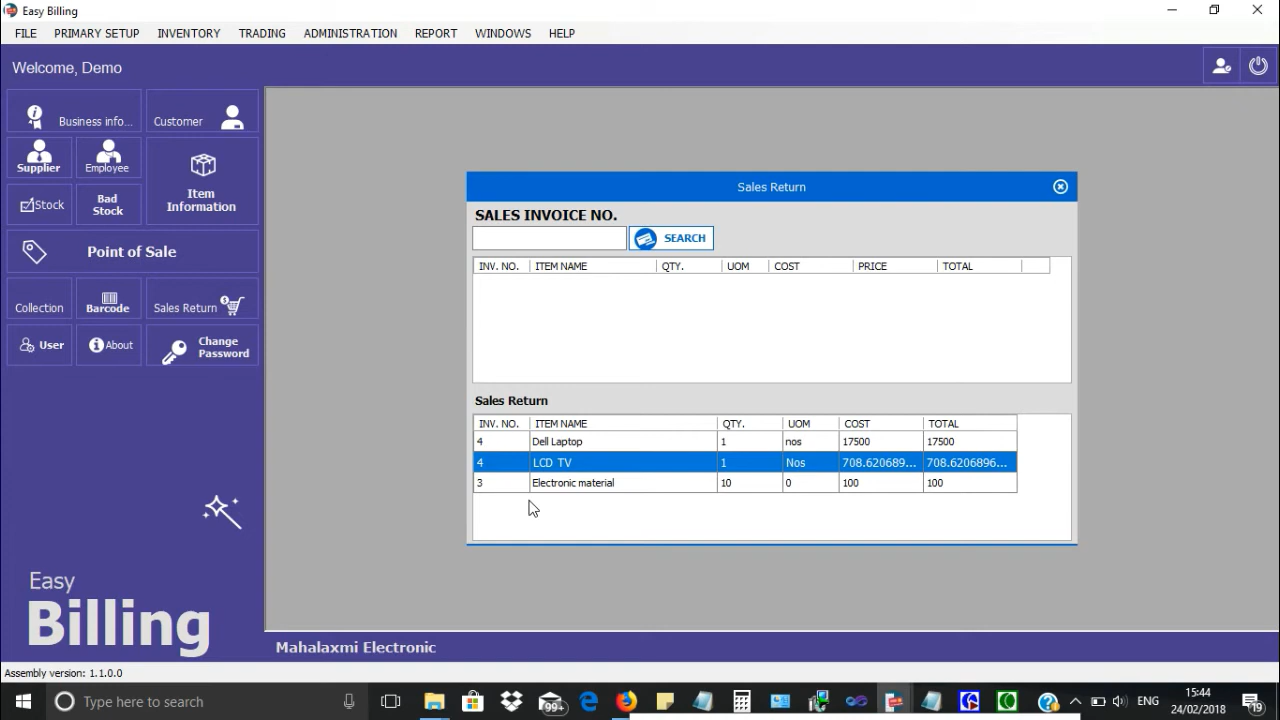 Easy Billing
FILE PRIMARY SETUP INVENTORY TRADING ADMINISTRATION REPORT WINDOWS HELP
Welcome, Demo
Business info... Customer
Supplier Employee Item Information
Stock Bad Stock
Point of Sale
Collection Barcode Sales Return
User About Change Password
Sales Return
SALES INVOICE NO.
SEARCH
INV. NO. ITEM NAME QTY. UOM COST PRICE TOTAL
Sales Return
INV. NO. ITEM NAME QTY. UOM COST TOTAL
4 Dell Laptop 1 nos 17500 17500
4 LCD TV 1 Nos 708.620689... 708.6206896...
3 Electronic material 10 0 100 100
Easy
Billing
Mahalaxmi Electronic
Assembly version: 1.1.0.0
Type here to search
99+
ENG
15:44
24/02/2018
19